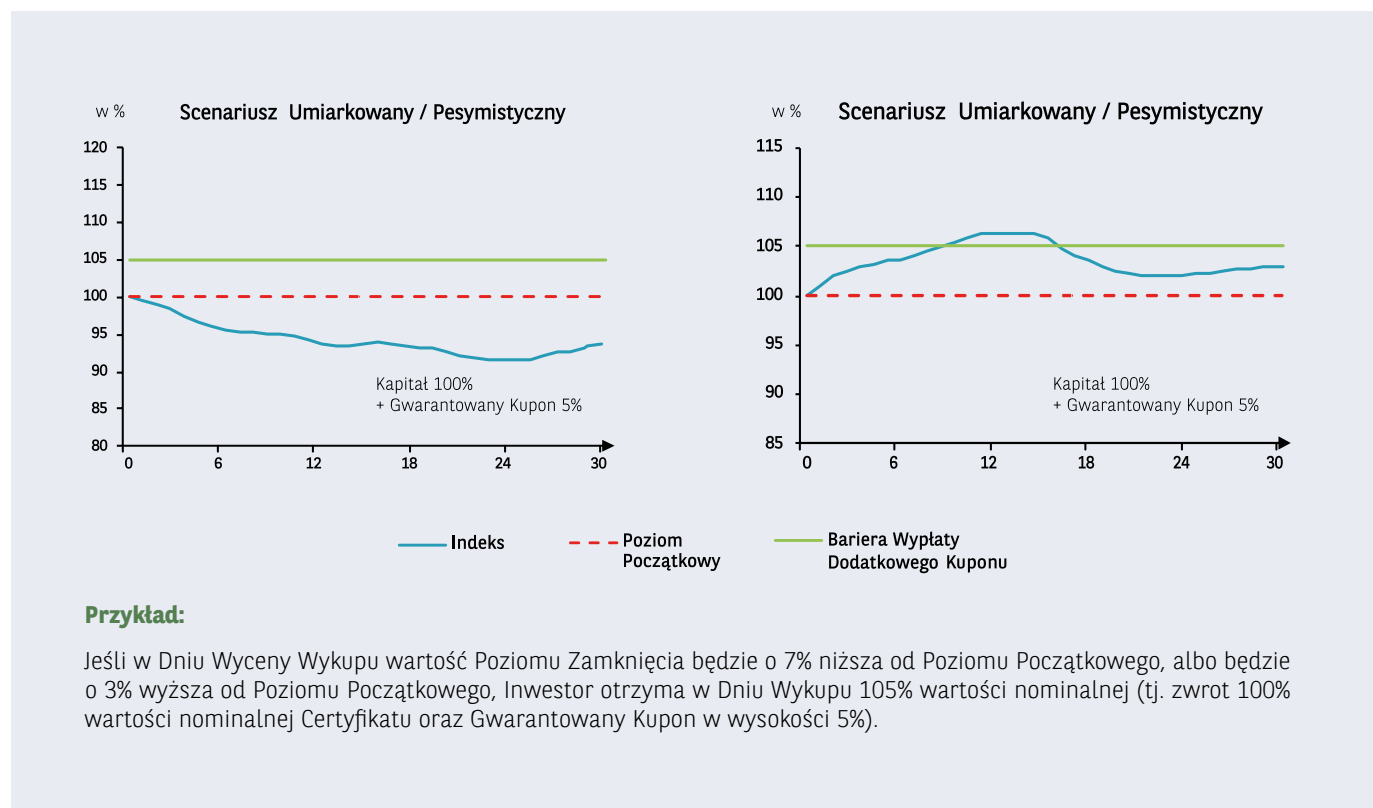 w %
Scenariusz Umiarkowany / Pesymistyczny
120
115
110
105
100
95
90
85
80
Kapitał 100%
+ Gwarantowany Kupon 5%
0 6 12 18 24 30
w %
Scenariusz Umiarkowany / Pesymistyczny
115
110
105
100
95
90
85
Kapitał 100%
+ Gwarantowany Kupon 5%
0 6 12 18 24 30
Indeks
Poziom
Początkowy
Bariera Wypłaty
Dodatkowego Kuponu
Przykład:
Jeśli w Dniu Wyceny Wykupu wartość Poziomu Zamknięcia będzie o 7% niższa od Poziomu Początkowego, albo będzie
o 3% wyższa od Poziomu Początkowego, Inwestor otrzyma w Dniu Wykupu 105% wartości nominalnej (tj. zwrot 100%
wartości nominalnej Certyfikatu oraz Gwarantowany Kupon w wysokości 5%).